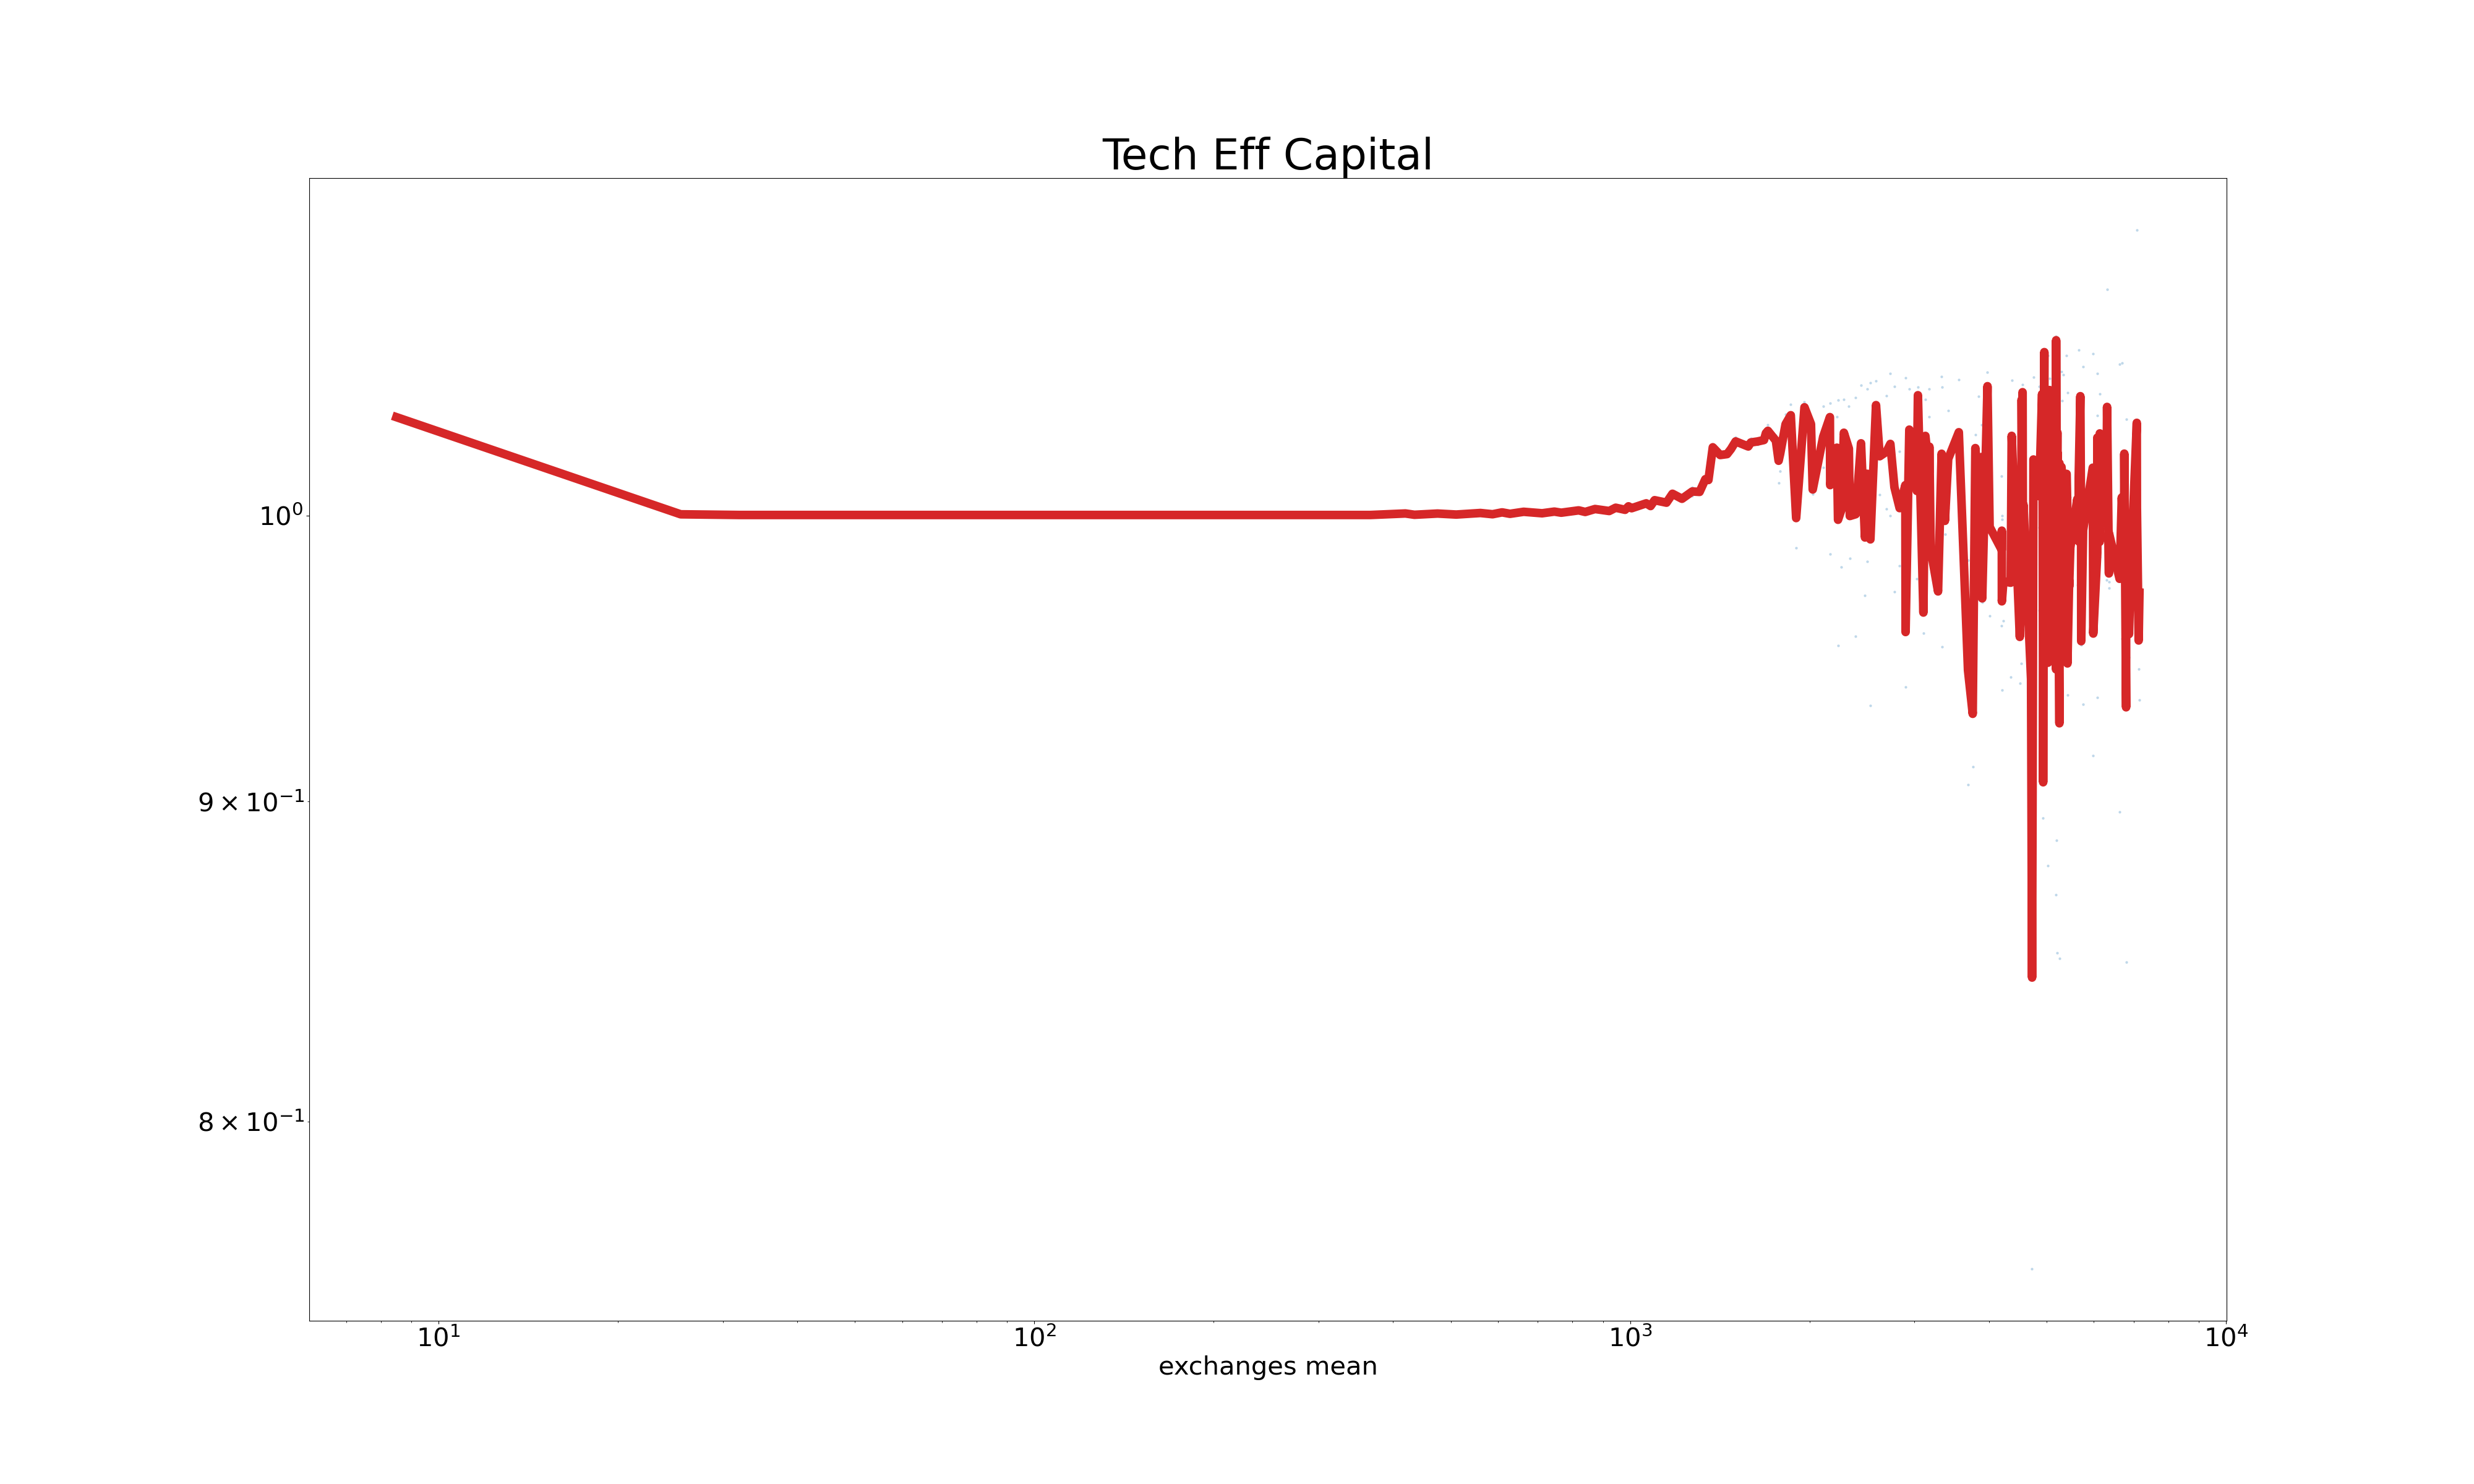 Tech Eff Capital
10⁰
9 × 10⁻¹
8 × 10⁻¹
10¹ 10² 10³ 10⁴
exchanges mean